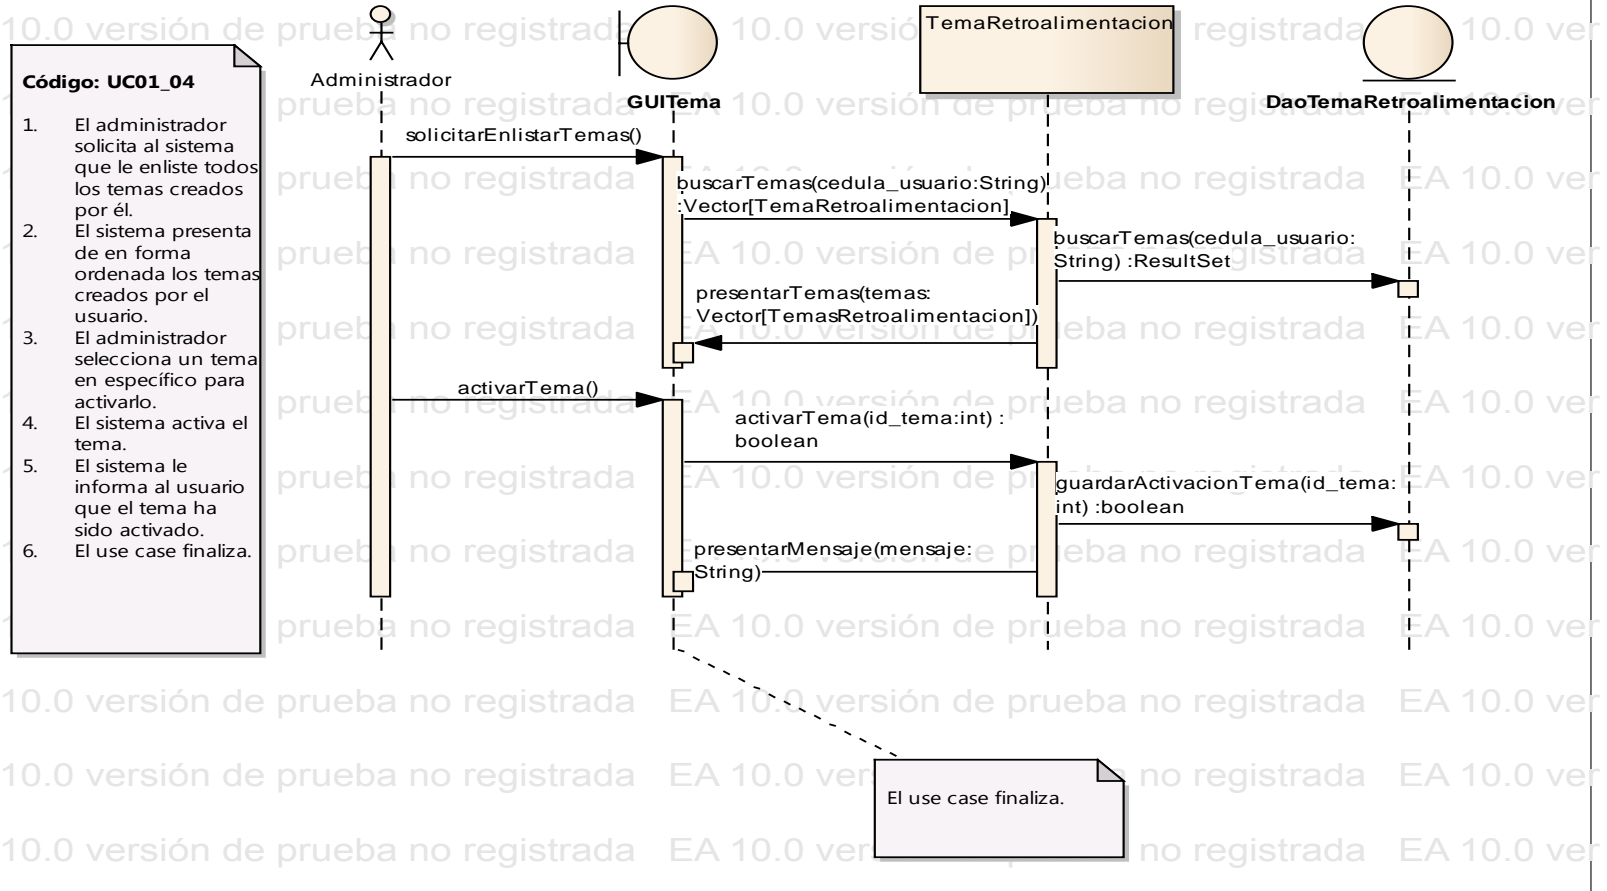 Código: UC01_04
1. El administrador
solicita al sistema
que le enliste todos
los temas creados
por él.
2. El sistema presenta
de en forma
ordenada los temas
creados por el
usuario.
3. El administrador
selecciona un tema
en específico para
activarlo.
4. El sistema activa el
tema.
5. El sistema le
informa al usuario
que el tema ha
sido activado.
6. El use case finaliza.
Administrador
GUITema
TemaRetroalimentacion
DaoTemaRetroalimentacion
solicitarEnlistarTemas()
buscarTemas(cedula_usuario:String)
:Vector[TemaRetroalimentacion]
buscarTemas(cedula_usuario:
String) :ResultSet
presentarTemas(temas:
Vector[TemasRetroalimentacion])
activarTema()
activarTema(id_tema:int) :
boolean
guardarActivacionTema(id_tema:
int) :boolean
presentarMensaje(mensaje:
String)
El use case finaliza.
10.0 versión de prueba no registrada EA 10.0 versión de prueba no registrada EA 10.0 ver